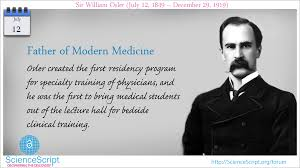 Sir William Osler (July 12, 1849 – December 29, 1919)
July
12
Father of Modern Medicine
Osler created the first residency program
for specialty training of physicians, and
he was the first to bring medical students
out of the lecture hall for bedside
clinical training.
ScienceScript
http://ScienceScript.org/forum